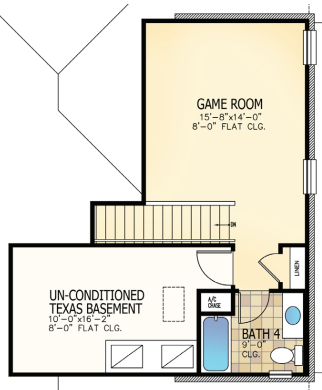 GAME ROOM
15'-8"x14'-0"
8'-0" FLAT CLG.
DN
LINEN
UN-CONDITIONED
TEXAS BASEMENT
10'-0"x16'-2"
8'-0" FLAT CLG.
A/C
CHASE
BATH 4
9'-0"
CLG.